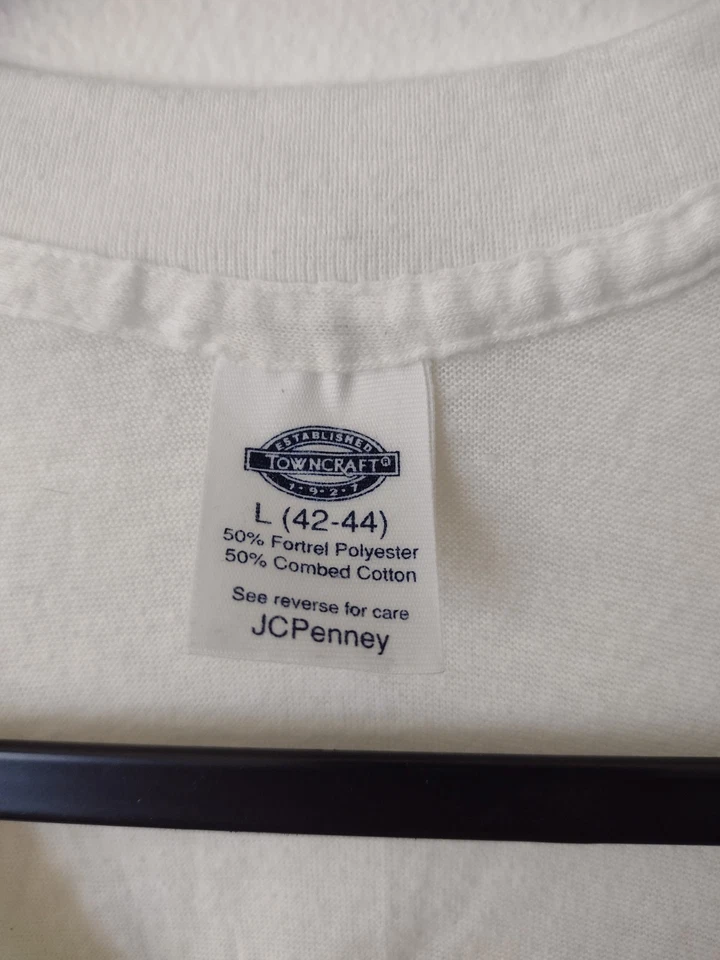 ESTABLISHED
TOWNCRAFT®
1·9·2·7
L (42-44)
50% Fortrel Polyester
50% Combed Cotton
See reverse for care
JCPenney